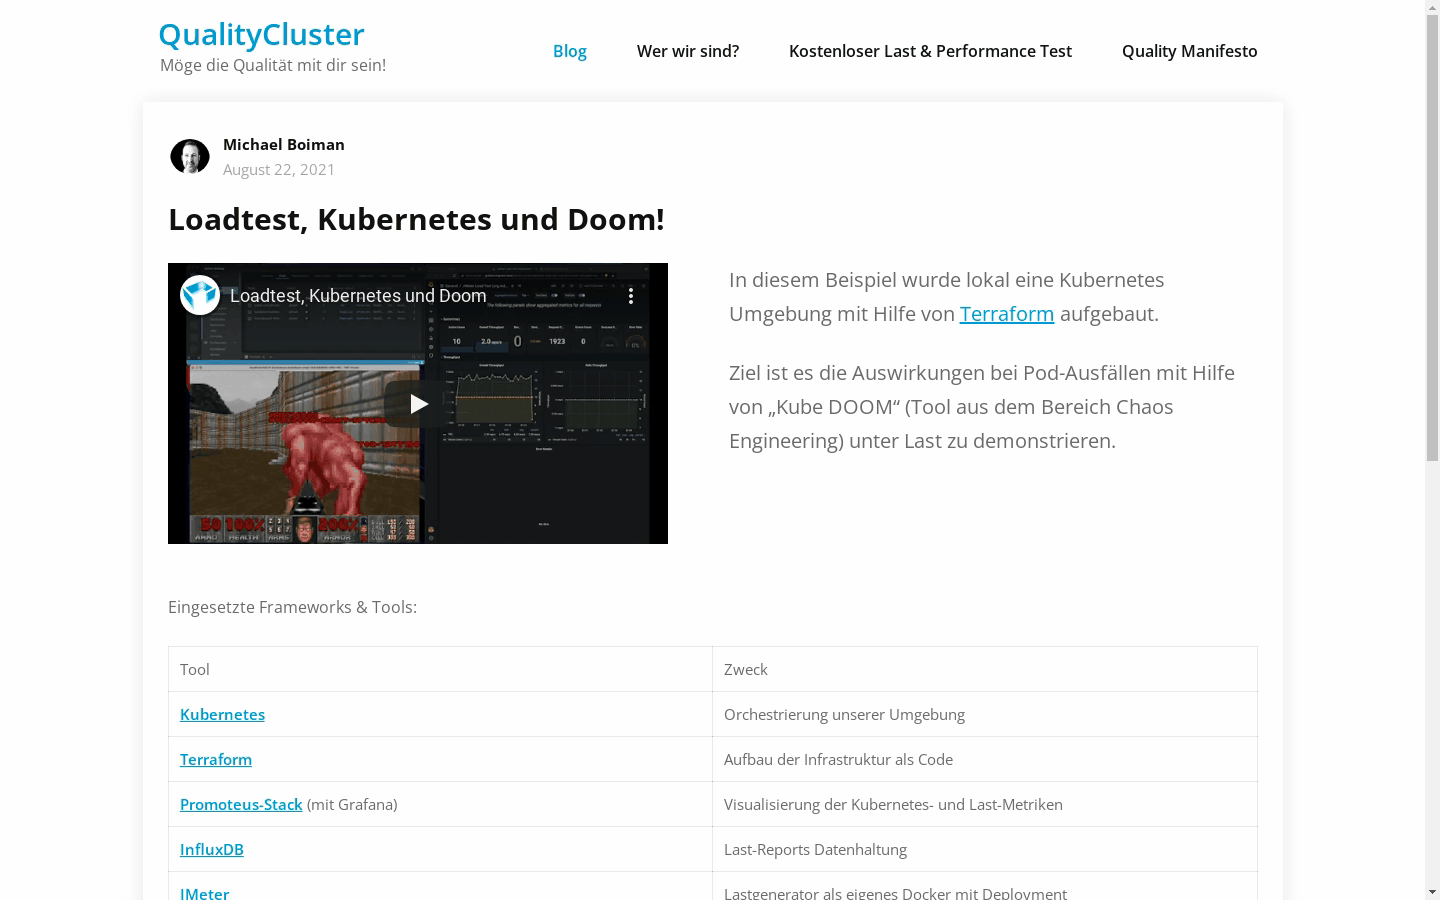 QualityCluster
Möge die Qualität mit dir sein!
Blog
Wer wir sind?
Kostenloser Last & Performance Test
Quality Manifesto
Michael Boiman
August 22, 2021
Loadtest, Kubernetes und Doom!
Loadtest, Kubernetes und Doom
In diesem Beispiel wurde lokal eine Kubernetes
Umgebung mit Hilfe von Terraform aufgebaut.
Ziel ist es die Auswirkungen bei Pod-Ausfällen mit Hilfe
von „Kube DOOM“ (Tool aus dem Bereich Chaos
Engineering) unter Last zu demonstrieren.
Eingesetzte Frameworks & Tools:
Tool
Zweck
Kubernetes
Orchestrierung unserer Umgebung
Terraform
Aufbau der Infrastruktur als Code
Promoteus-Stack (mit Grafana)
Visualisierung der Kubernetes- und Last-Metriken
InfluxDB
Last-Reports Datenhaltung
JMeter
Lastgenerator als eigenes Docker mit Deployment